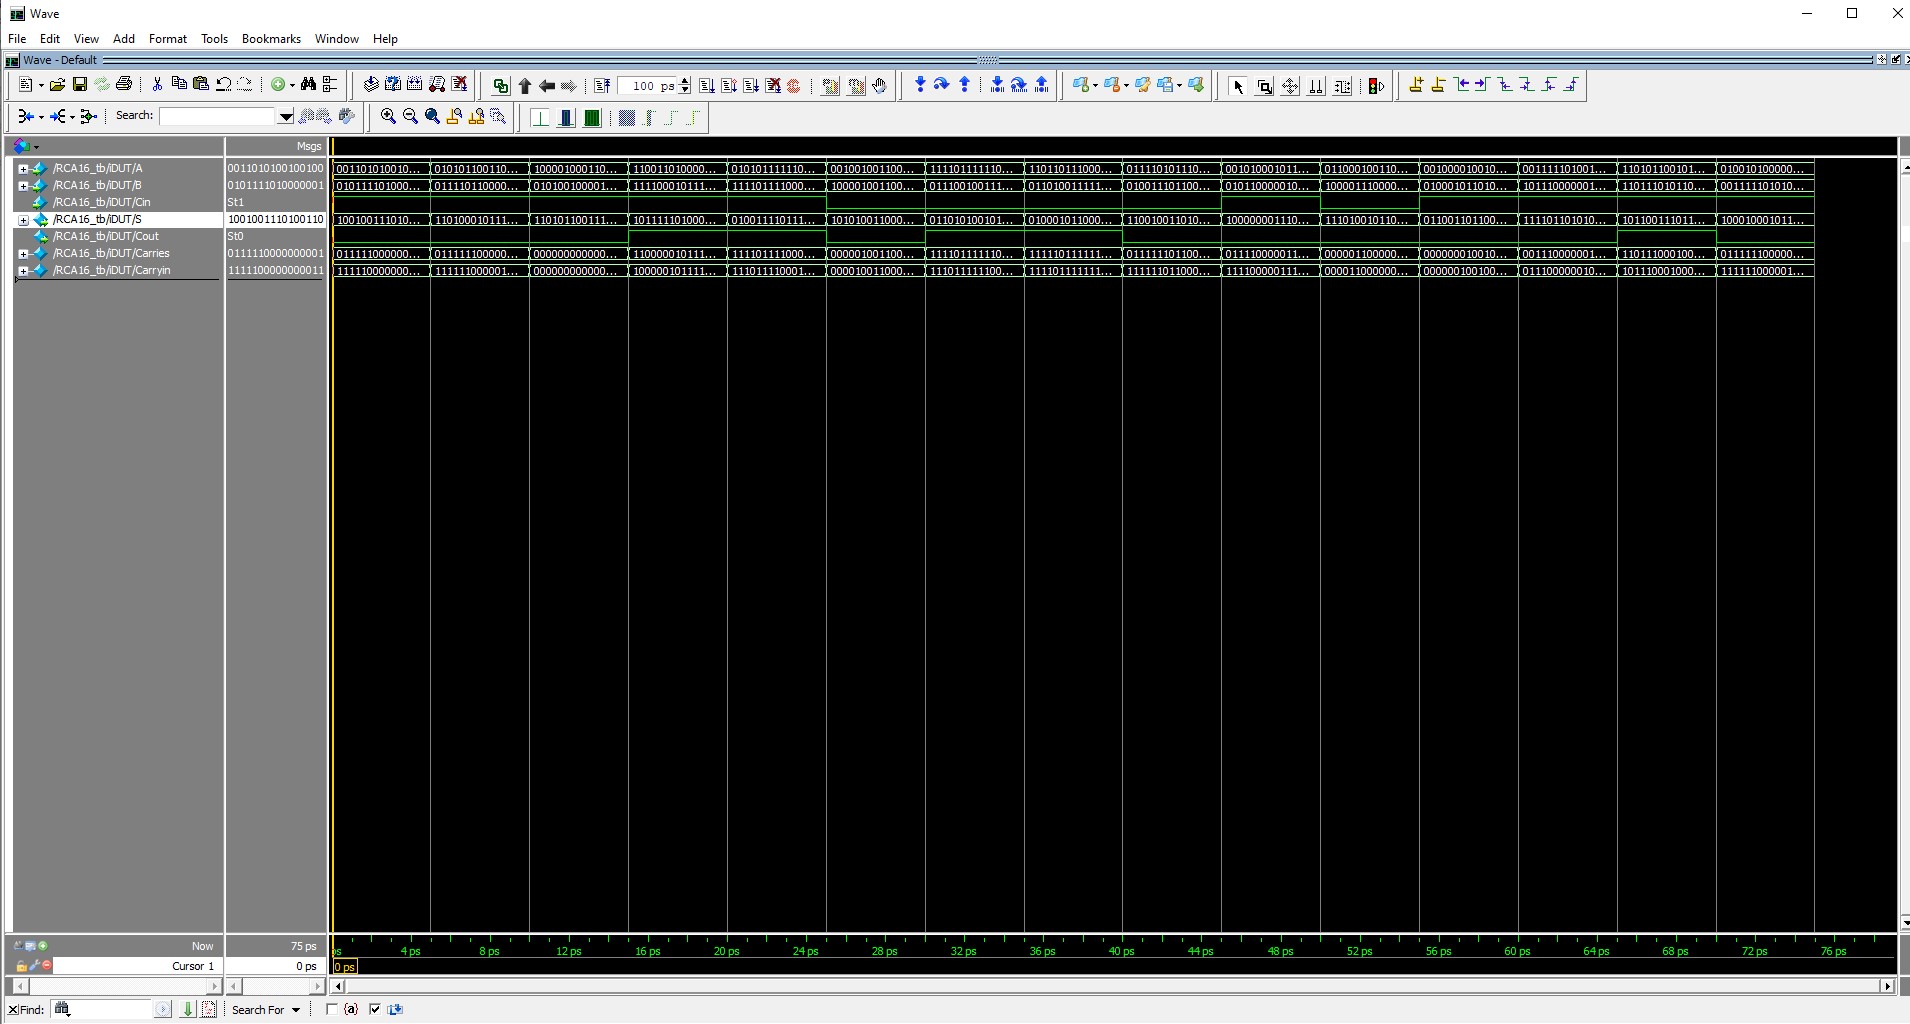 Wave
File Edit View Add Format Tools Bookmarks Window Help
Wave - Default
100 ps
Search:
Msgs
/RCA16_tb/iDUT/A 0011010100100100 001101010010... 010101100110... 100001000110... 110011010000... 010101111110... 001001001100... 111101111110... 110110111000... 011110101110... 001010001011... 011000100110... 001000010010... 001111101001... 110101100101... 010010100000...
/RCA16_tb/iDUT/B 0101111010000001 010111101000... 011110110000... 010100100001... 111100010111... 111101111000... 100001001100... 011100100111... 011010011111... 010011101100... 010110000010... 100001110000... 010001011010... 101110000001... 110111010110... 001111101010...
/RCA16_tb/iDUT/Cin St1
/RCA16_tb/iDUT/S 1001001110100110 100100111010... 110100010111... 110101100111... 101111101000... 010011110111... 101010011000... 011010100101... 010001011000... 110010011010... 100000001110... 111010010110... 011001101100... 111101101010... 101100111011... 100010001011...
/RCA16_tb/iDUT/Cout St0
/RCA16_tb/iDUT/Carries 0111110000000001 011111000000... 011111100000... 000000000000... 110000010111... 111101111000... 000001001100... 111101111110... 111110111111... 011111101100... 011110000011... 000001100000... 000000010010... 001110000001... 110111000100... 011111100000...
/RCA16_tb/iDUT/Carryin 1111100000000011 111110000000... 111111000001... 000000000000... 100000101111... 111011110001... 000010011000... 111011111100... 111101111111... 111111011000... 111100000111... 000011000000... 000000100100... 011100000010... 101110001000... 111111000001...
Now 75 ps
ps 4 ps 8 ps 12 ps 16 ps 20 ps 24 ps 28 ps 32 ps 36 ps 40 ps 44 ps 48 ps 52 ps 56 ps 60 ps 64 ps 68 ps 72 ps 76 ps
Cursor 1 0 ps 0 ps
Find: Search For {a}